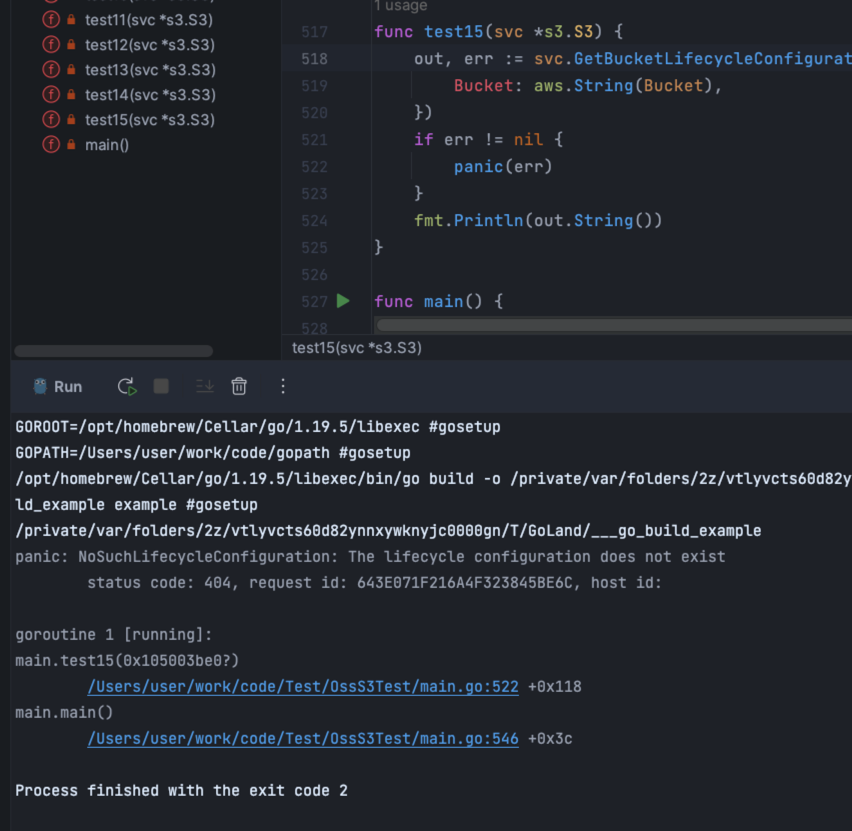 test11(svc *s3.S3)
test12(svc *s3.S3)
test13(svc *s3.S3)
test14(svc *s3.S3)
test15(svc *s3.S3)
main()
1 usage
517 func test15(svc *s3.S3) {
518 out, err := svc.GetBucketLifecycleConfigurat
519 Bucket: aws.String(Bucket),
520 })
521 if err != nil {
522 panic(err)
523 }
524 fmt.Println(out.String())
525 }
526
527 func main() {
528
test15(svc *s3.S3)
Run
GOROOT=/opt/homebrew/Cellar/go/1.19.5/libexec #gosetup
GOPATH=/Users/user/work/code/gopath #gosetup
/opt/homebrew/Cellar/go/1.19.5/libexec/bin/go build -o /private/var/folders/2z/vtlyvcts60d82y
ld_example example #gosetup
/private/var/folders/2z/vtlyvcts60d82ynnxywknyjc0000gn/T/GoLand/___go_build_example
panic: NoSuchLifecycleConfiguration: The lifecycle configuration does not exist
status code: 404, request id: 643E071F216A4F323845BE6C, host id:
goroutine 1 [running]:
main.test15(0x105003be0?)
/Users/user/work/code/Test/OssS3Test/main.go:522 +0x118
main.main()
/Users/user/work/code/Test/OssS3Test/main.go:546 +0x3c
Process finished with the exit code 2